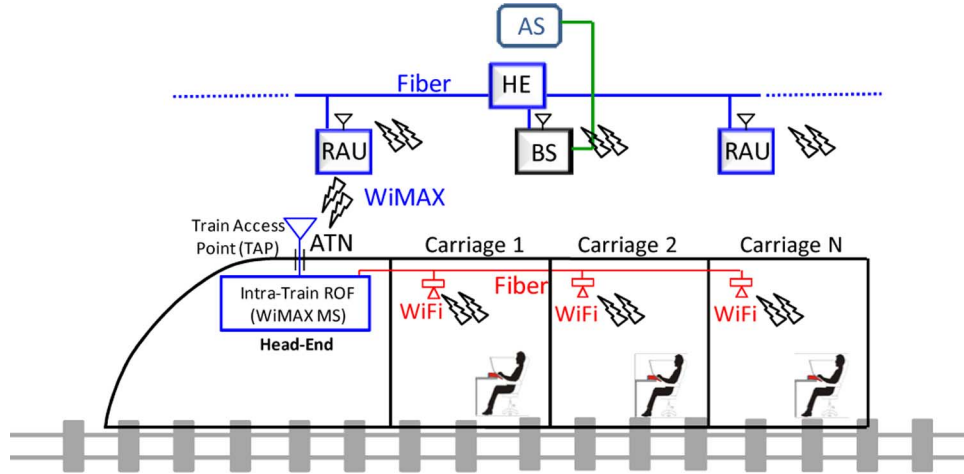 AS
Fiber
HE
RAU
BS
RAU
WiMAX
Train Access
Point (TAP)
ATN
Carriage 1
Carriage 2
Carriage N
Intra-Train ROF
(WiMAX MS)
Head-End
Fiber
WiFi
WiFi
WiFi